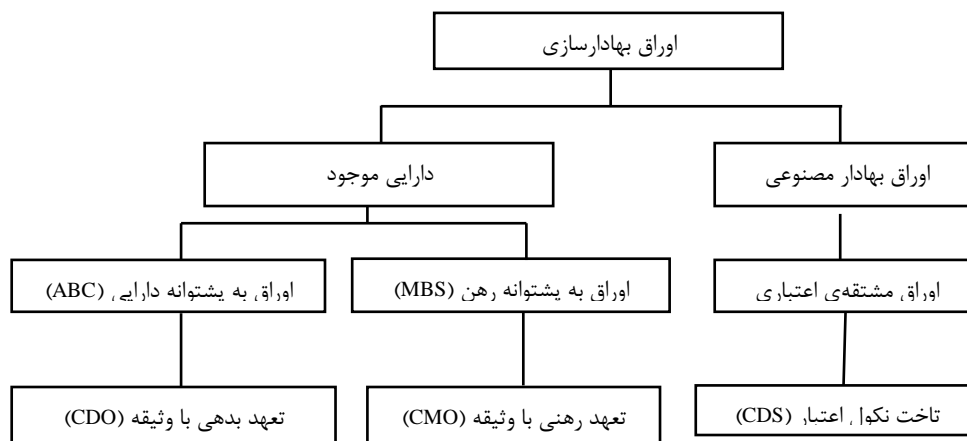 اوراق بهادارسازی
اوراق بهادار مصنوعی
دارایی موجود
اوراق مشتقه‌ی اعتباری
اوراق به پشتوانه رهن (MBS)
اوراق به پشتوانه دارایی (ABC)
تاخت نکول اعتبار (CDS)
تعهد رهنی با وثیقه (CMO)
تعهد بدهی با وثیقه (CDO)